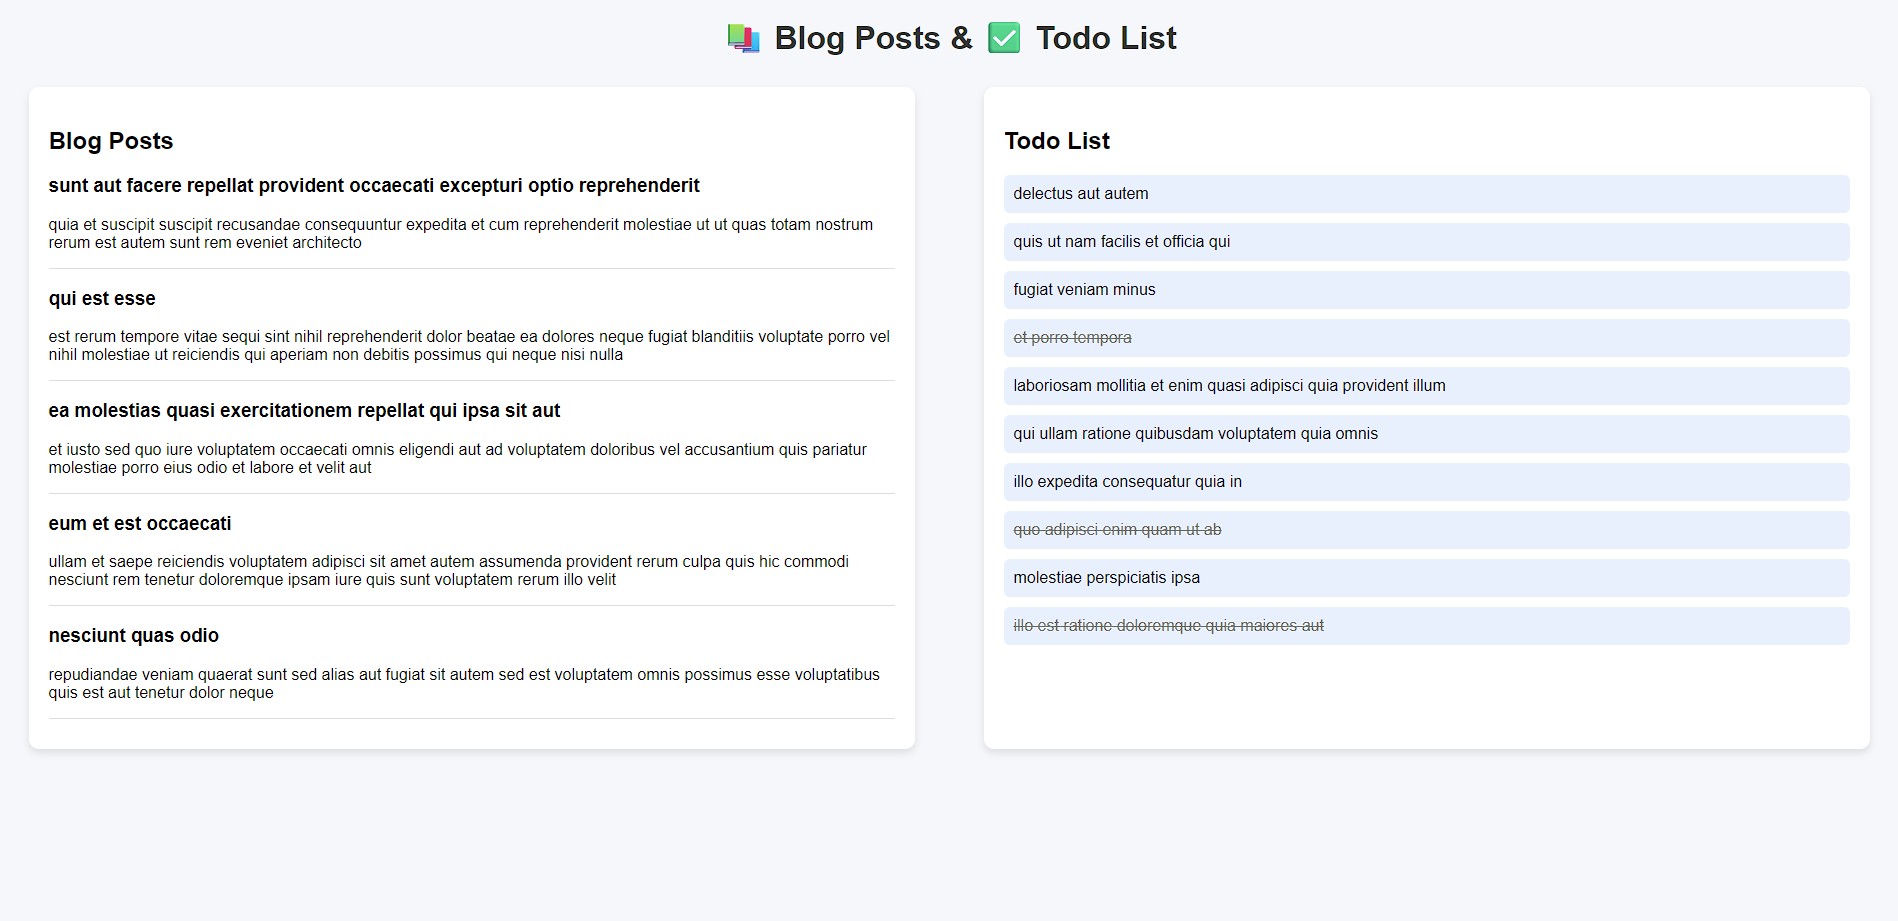 📚 Blog Posts & ✅ Todo List
Blog Posts
sunt aut facere repellat provident occaecati excepturi optio reprehenderit
quia et suscipit suscipit recusandae consequuntur expedita et cum reprehenderit molestiae ut ut quas totam nostrum
rerum est autem sunt rem eveniet architecto
qui est esse
est rerum tempore vitae sequi sint nihil reprehenderit dolor beatae ea dolores neque fugiat blanditiis voluptate porro vel
nihil molestiae ut reiciendis qui aperiam non debitis possimus qui neque nisi nulla
ea molestias quasi exercitationem repellat qui ipsa sit aut
et iusto sed quo iure voluptatem occaecati omnis eligendi aut ad voluptatem doloribus vel accusantium quis pariatur
molestiae porro eius odio et labore et velit aut
eum et est occaecati
ullam et saepe reiciendis voluptatem adipisci sit amet autem assumenda provident rerum culpa quis hic commodi
nesciunt rem tenetur doloremque ipsam iure quis sunt voluptatem rerum illo velit
nesciunt quas odio
repudiandae veniam quaerat sunt sed alias aut fugiat sit autem sed est voluptatem omnis possimus esse voluptatibus
quis est aut tenetur dolor neque
Todo List
delectus aut autem
quis ut nam facilis et officia qui
fugiat veniam minus
et porro tempora
laboriosam mollitia et enim quasi adipisci quia provident illum
qui ullam ratione quibusdam voluptatem quia omnis
illo expedita consequatur quia in
quo adipisci enim quam ut ab
molestiae perspiciatis ipsa
illo est ratione doloremque quia maiores aut